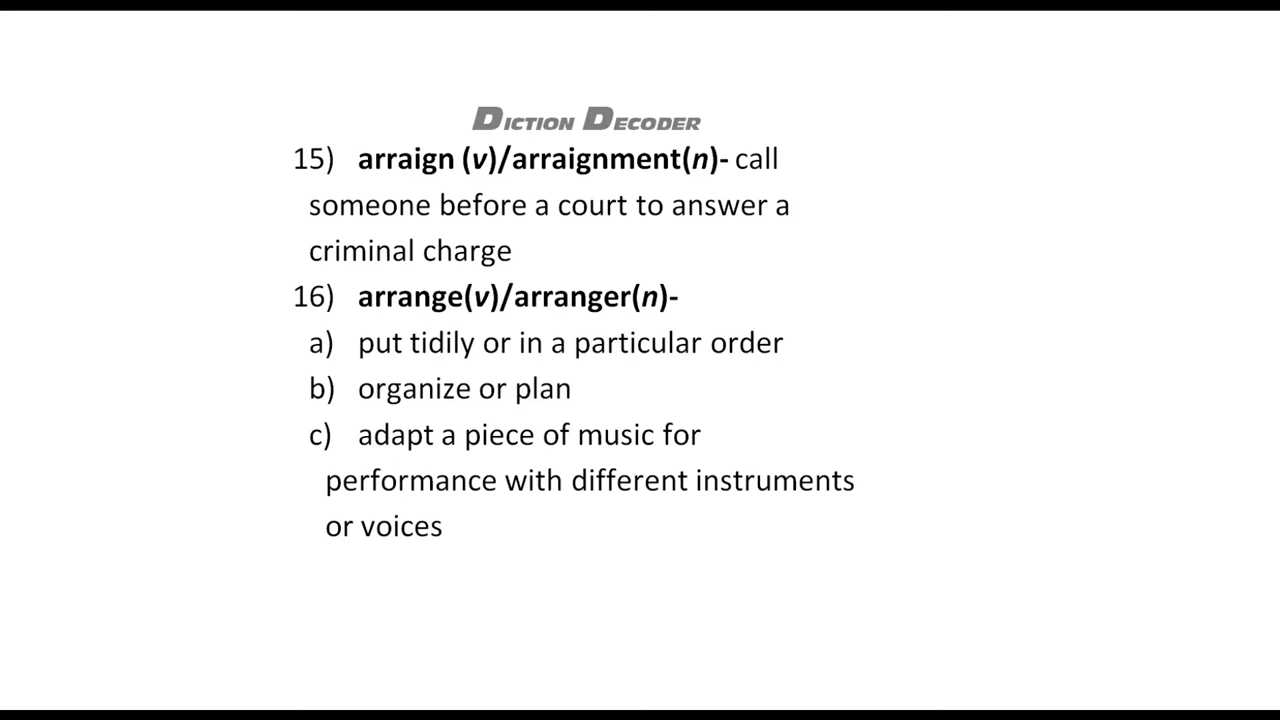 DICTION DECODER
15) arraign (v)/arraignment(n)- call
someone before a court to answer a
criminal charge
16) arrange(v)/arranger(n)-
a) put tidily or in a particular order
b) organize or plan
c) adapt a piece of music for
performance with different instruments
or voices